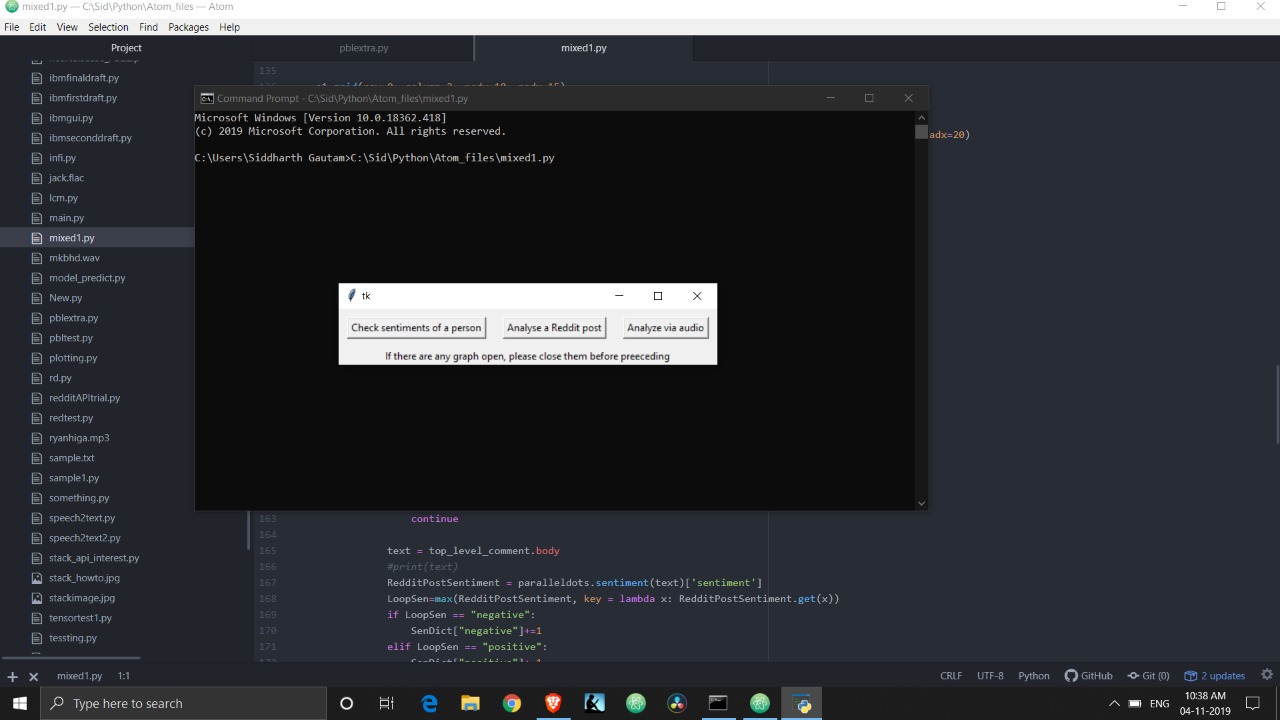 mixed1.py — C:\Sid\Python\Atom_files — Atom
File Edit View Selection Find Packages Help
Project
pblextra.py
mixed1.py
ibmfinaldraft.py
ibmfirstdraft.py
ibmgui.py
ibmseconddraft.py
infi.py
jack.flac
lcm.py
main.py
mixed1.py
mkbhd.wav
model_predict.py
New.py
pblextra.py
pbltest.py
plotting.py
rd.py
redditAPItrial.py
redtest.py
ryanhiga.mp3
sample.txt
sample1.py
something.py
speech2text.py
speech2text2.py
stack_api_interest.py
stack_howto.jpg
stackimage.jpg
tensortest1.py
tessting.py
135
adx=20)
Command Prompt - C:\Sid\Python\Atom_files\mixed1.py
Microsoft Windows [Version 10.0.18362.418]
(c) 2019 Microsoft Corporation. All rights reserved.
C:\Users\Siddharth Gautam>C:\Sid\Python\Atom_files\mixed1.py
tk
Check sentiments of a person Analyse a Reddit post Analyze via audio
If there are any graph open, please close them before preeceding
163 continue
164
165 text = top_level_comment.body
166 #print(text)
167 RedditPostSentiment = paralleldots.sentiment(text)['sentiment']
168 LoopSen=max(RedditPostSentiment, key = lambda x: RedditPostSentiment.get(x))
169 if LoopSen == "negative":
170 SenDict["negative"]+=1
171 elif LoopSen == "positive":
mixed1.py 1:1 CRLF UTF-8 Python GitHub Git (0) 2 updates
Type here to search
ENG
10:38 AM
04-11-2019